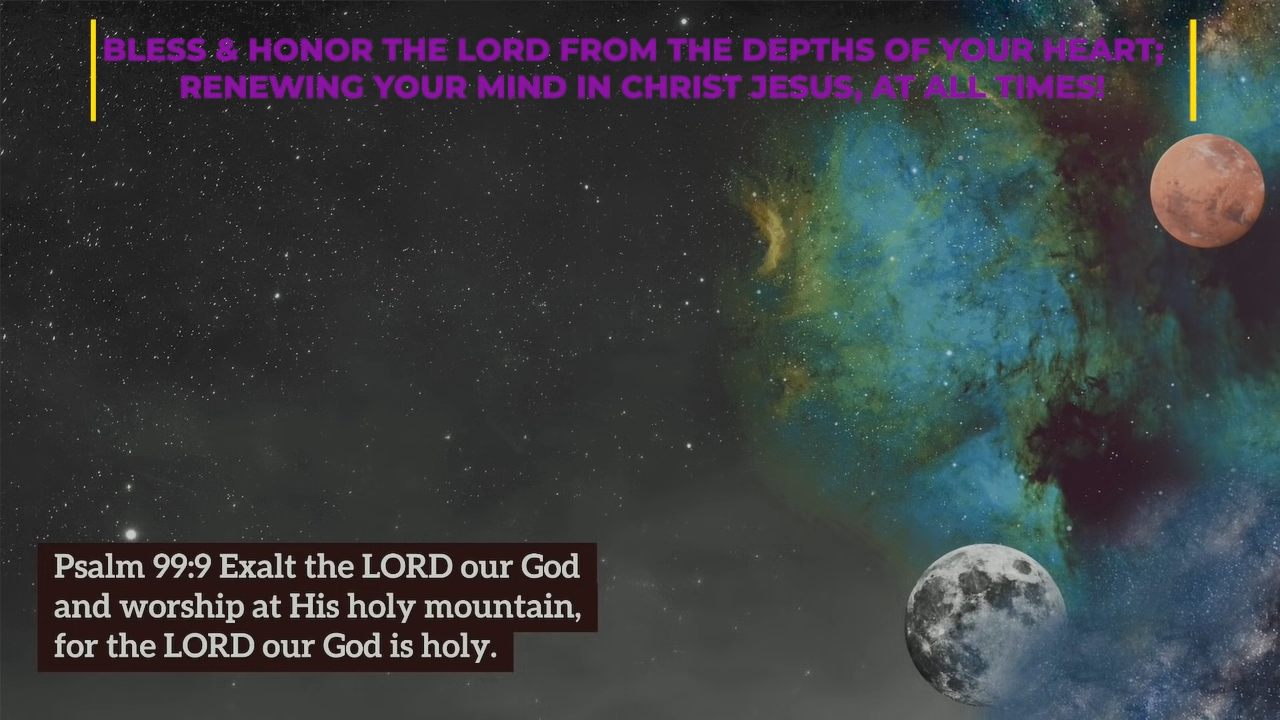 BLESS & HONOR THE LORD FROM THE DEPTHS OF YOUR HEART;
RENEWING YOUR MIND IN CHRIST JESUS, AT ALL TIMES!
Psalm 99:9 Exalt the LORD our God
and worship at His holy mountain,
for the LORD our God is holy.